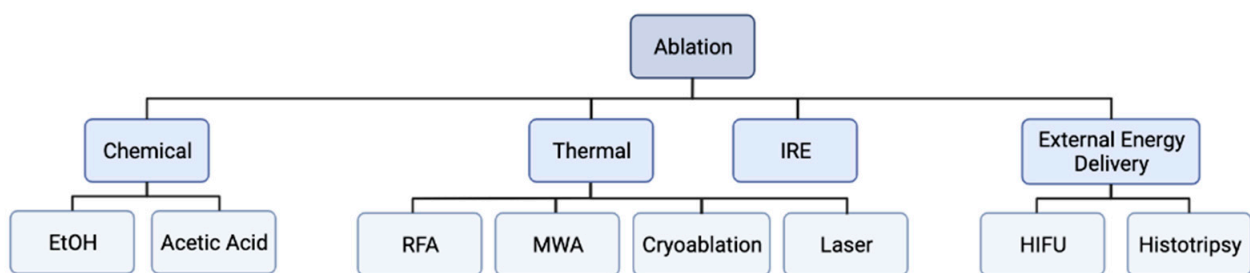 Ablation
Chemical
Thermal
IRE
External Energy
Delivery
EtOH
Acetic Acid
RFA
MWA
Cryoablation
Laser
HIFU
Histotripsy